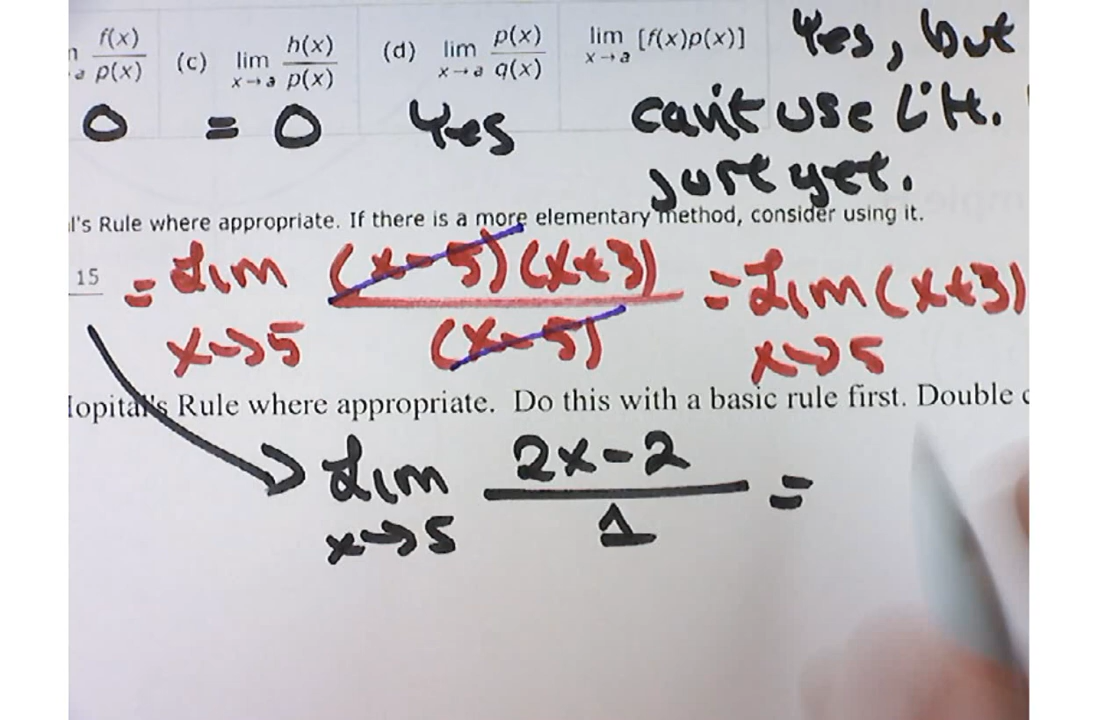 f(x) / p(x) (c) lim x→a h(x) / p(x) (d) lim x→a p(x) / q(x) lim x→a [f(x)p(x)] Yes, but
0 = 0 Yes can't use L'H.
just yet.
l's Rule where appropriate. If there is a more elementary method, consider using it.
15 = Lim x→5 (x-5)(x+3) / (x-5) = Lim x→5 (x+3)
Hopital's Rule where appropriate. Do this with a basic rule first. Double
Lim x→5 2x-2 / 1 =